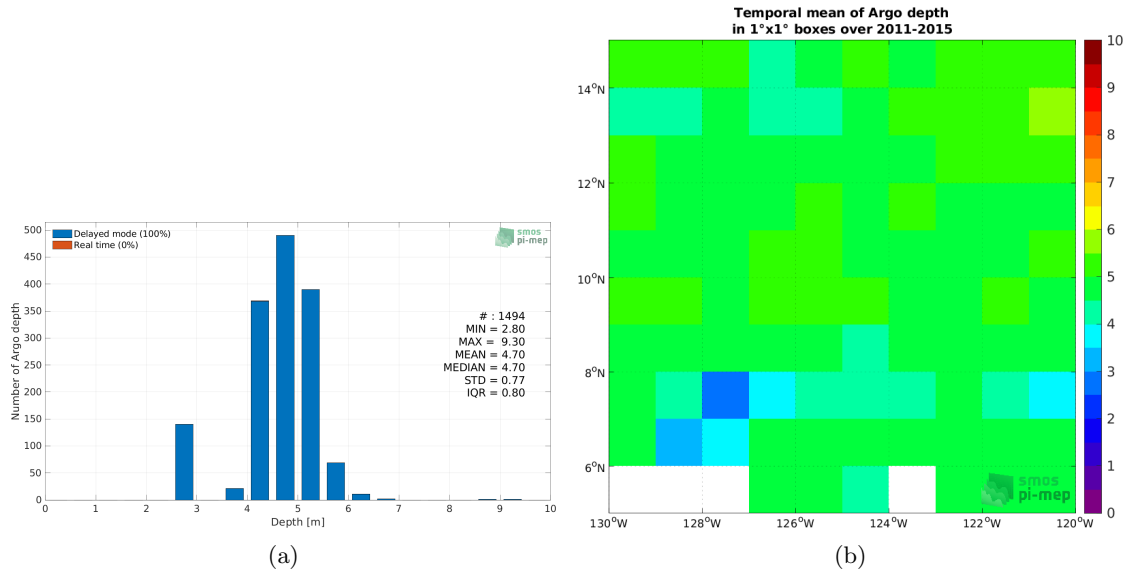 Delayed mode (100%)
Real time (0%)
smos
pi-mep
# : 1494
MIN = 2.80
MAX = 9.30
MEAN = 4.70
MEDIAN = 4.70
STD = 0.77
IQR = 0.80
Number of Argo depth
500
450
400
350
300
250
200
150
100
50
0
0 1 2 3 4 5 6 7 8 9 10
Depth [m]
(a)
Temporal mean of Argo depth
in 1°x1° boxes over 2011-2015
14°N
12°N
10°N
8°N
6°N
130°W 128°W 126°W 124°W 122°W 120°W
smos
pi-mep
10
9
8
7
6
5
4
3
2
1
0
(b)